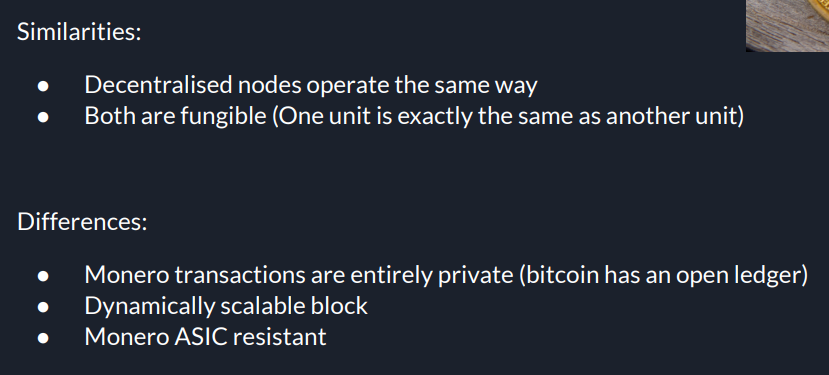 Similarities:
● Decentralised nodes operate the same way
● Both are fungible (One unit is exactly the same as another unit)
Differences:
● Monero transactions are entirely private (bitcoin has an open ledger)
● Dynamically scalable block
● Monero ASIC resistant